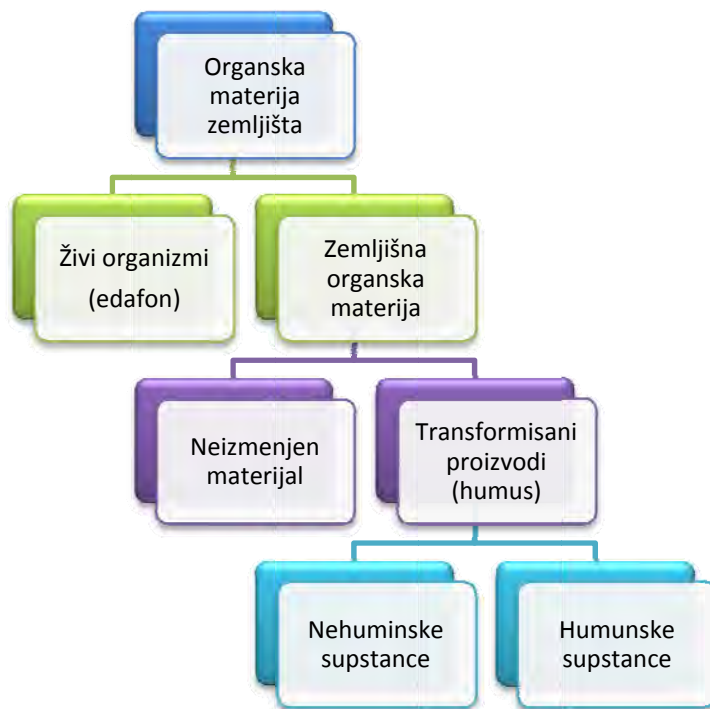 Organska
materija
zemljišta
Živi organizmi
(edafon)
Zemljišna
organska
materija
Neizmenjen
materijal
Transformisani
proizvodi
(humus)
Nehuminske
supstance
Humunske
supstance